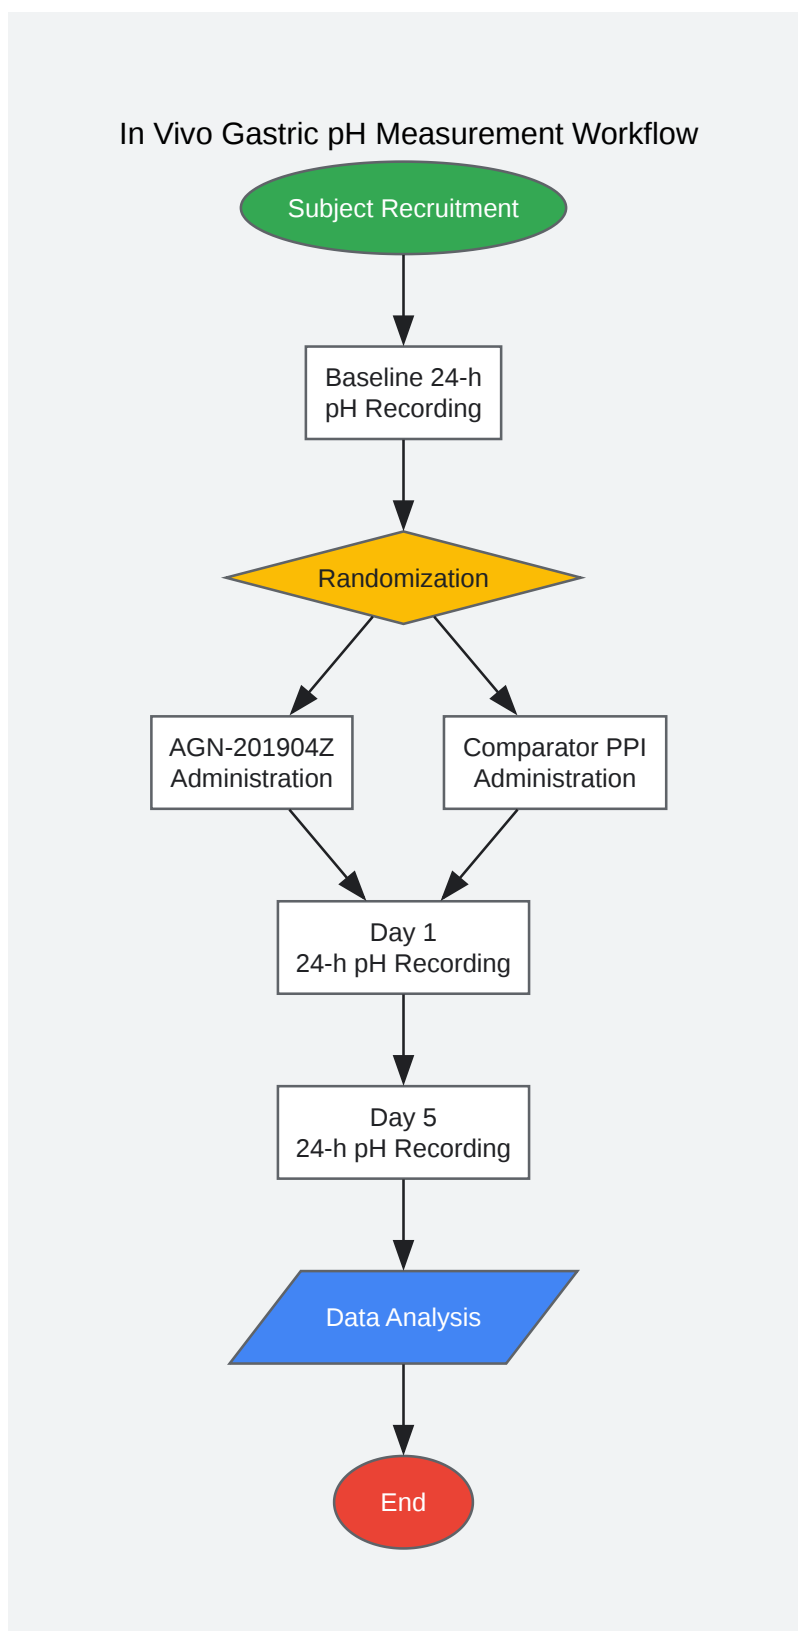 In Vivo Gastric pH Measurement Workflow
Subject Recruitment
Baseline 24-h
pH Recording
Randomization
AGN-201904Z
Administration
Comparator PPI
Administration
Day 1
24-h pH Recording
Day 5
24-h pH Recording
Data Analysis
End